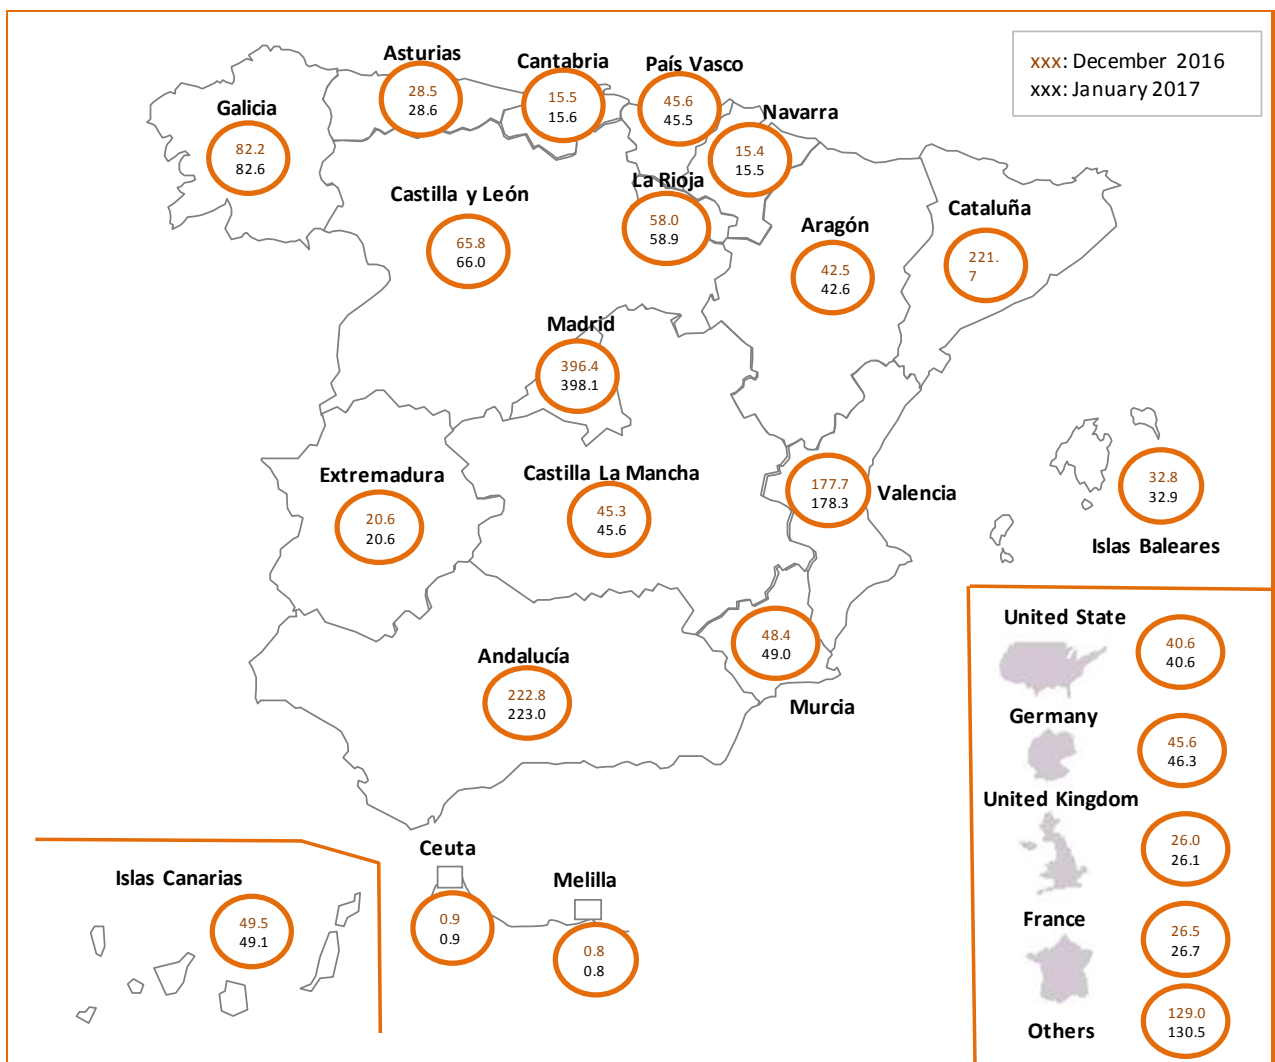 xxx: December 2016
xxx: January 2017
Asturias
28.5
28.6
Cantabria
15.5
15.6
País Vasco
45.6
45.5
Navarra
15.4
15.5
Galicia
82.2
82.6
Castilla y León
65.8
66.0
La Rioja
58.0
58.9
Aragón
42.5
42.6
Cataluña
221.
7
Madrid
396.4
398.1
Extremadura
20.6
20.6
Castilla La Mancha
45.3
45.6
177.7
178.3
Valencia
32.8
32.9
Islas Baleares
Andalucía
222.8
223.0
48.4
49.0
Murcia
Islas Canarias
49.5
49.1
Ceuta
0.9
0.9
Melilla
0.8
0.8
United State
40.6
40.6
Germany
45.6
46.3
United Kingdom
26.0
26.1
France
26.5
26.7
Others
129.0
130.5